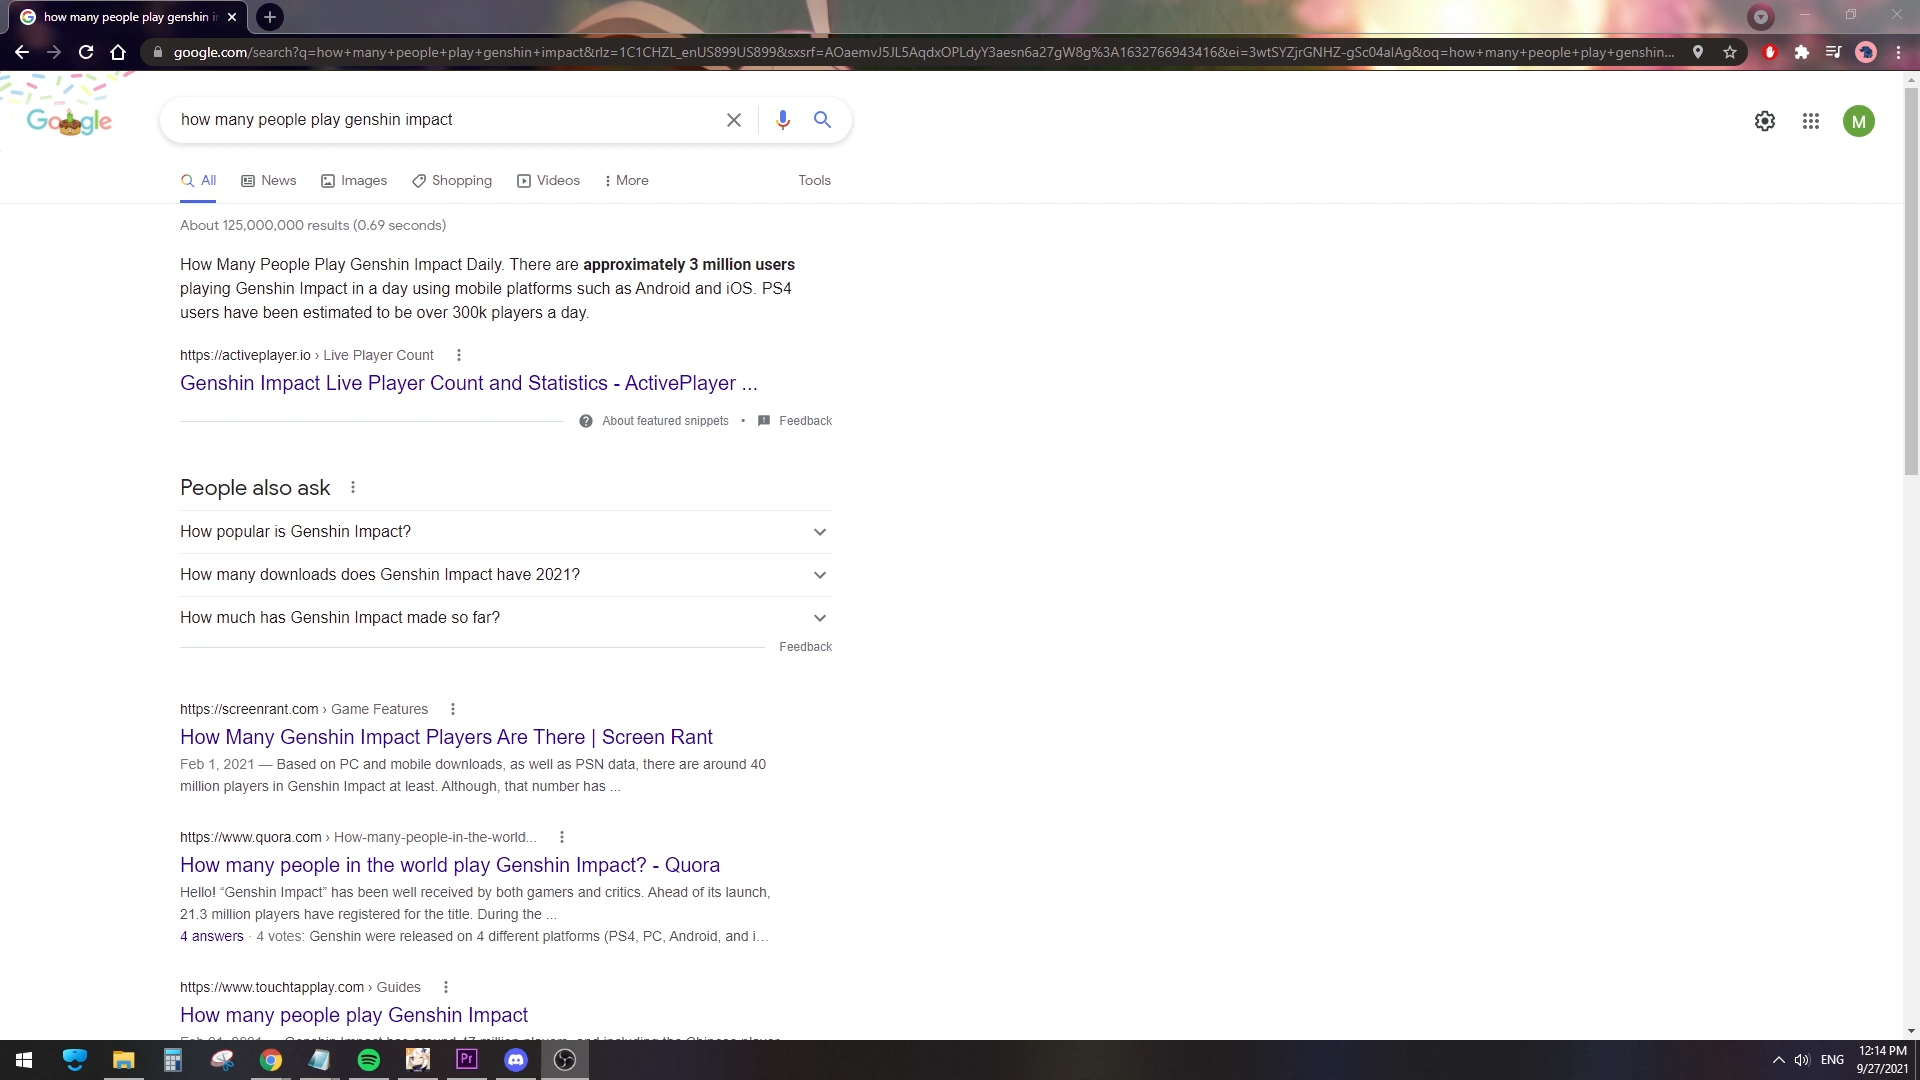 how many people play genshin i
google.com/search?q=how+many+people+play+genshin+impact&rlz=1C1CHZL_enUS899US899&sxsrf=AOaemvJ5JL5AqdxOPLdyY3aesn6a27gW8g%3A1632766943416&ei=3wtSYZjrGNHZ-gSc04alAg&oq=how+many+people+play+genshin...
Google
how many people play genshin impact
M
All
News
Images
Shopping
Videos
More
Tools
About 125,000,000 results (0.69 seconds)
How Many People Play Genshin Impact Daily. There are approximately 3 million users
playing Genshin Impact in a day using mobile platforms such as Android and iOS. PS4
users have been estimated to be over 300k players a day.
https://activeplayer.io › Live Player Count
Genshin Impact Live Player Count and Statistics - ActivePlayer ...
About featured snippets • Feedback
People also ask
How popular is Genshin Impact?
How many downloads does Genshin Impact have 2021?
How much has Genshin Impact made so far?
Feedback
https://screenrant.com › Game Features
How Many Genshin Impact Players Are There | Screen Rant
Feb 1, 2021 — Based on PC and mobile downloads, as well as PSN data, there are around 40
million players in Genshin Impact at least. Although, that number has ...
https://www.quora.com › How-many-people-in-the-world...
How many people in the world play Genshin Impact? - Quora
Hello! “Genshin Impact” has been well received by both gamers and critics. Ahead of its launch,
21.3 million players have registered for the title. During the ...
4 answers · 4 votes: Genshin were released on 4 different platforms (PS4, PC, Android, and i...
https://www.touchtapplay.com › Guides
How many people play Genshin Impact
Pr
ENG
12:14 PM
9/27/2021